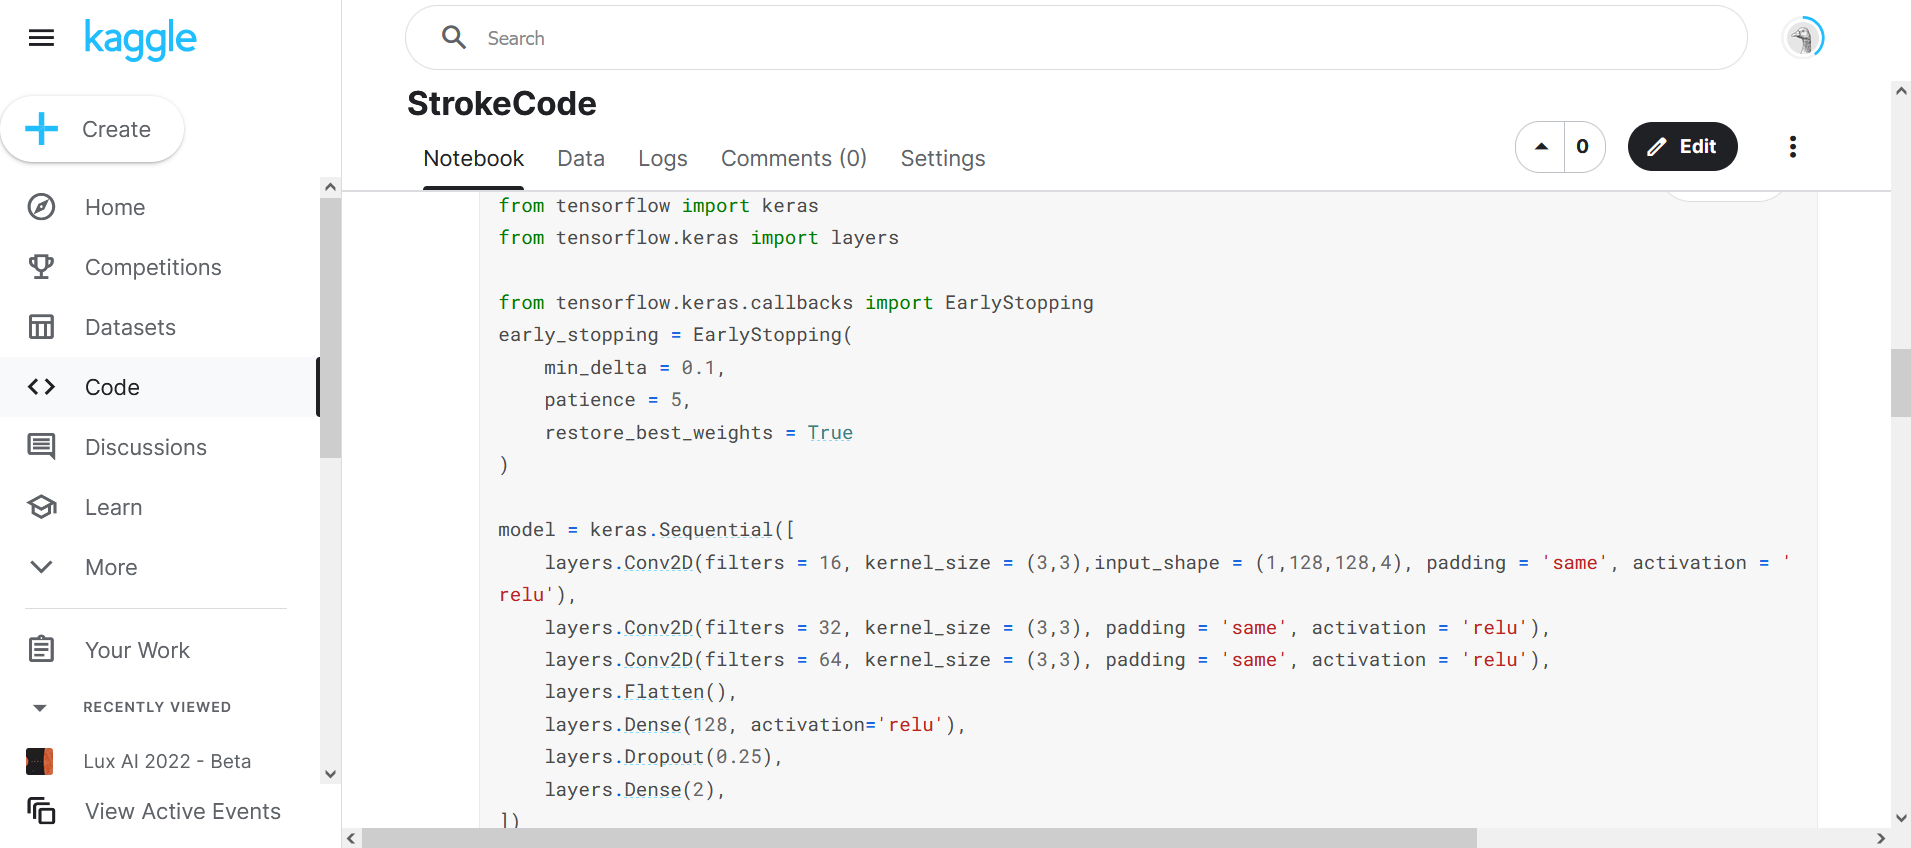 kaggle
Search
Create
Home
Competitions
Datasets
Code
Discussions
Learn
More
Your Work
RECENTLY VIEWED
Lux AI 2022 - Beta
View Active Events
StrokeCode
Notebook Data Logs Comments (0) Settings
0 Edit
from tensorflow import keras
from tensorflow.keras import layers
from tensorflow.keras.callbacks import EarlyStopping
early_stopping = EarlyStopping(
    min_delta = 0.1,
    patience = 5,
    restore_best_weights = True
)
model = keras.Sequential([
    layers.Conv2D(filters = 16, kernel_size = (3,3),input_shape = (1,128,128,4), padding = 'same', activation = '
relu'),
    layers.Conv2D(filters = 32, kernel_size = (3,3), padding = 'same', activation = 'relu'),
    layers.Conv2D(filters = 64, kernel_size = (3,3), padding = 'same', activation = 'relu'),
    layers.Flatten(),
    layers.Dense(128, activation='relu'),
    layers.Dropout(0.25),
    layers.Dense(2),
])